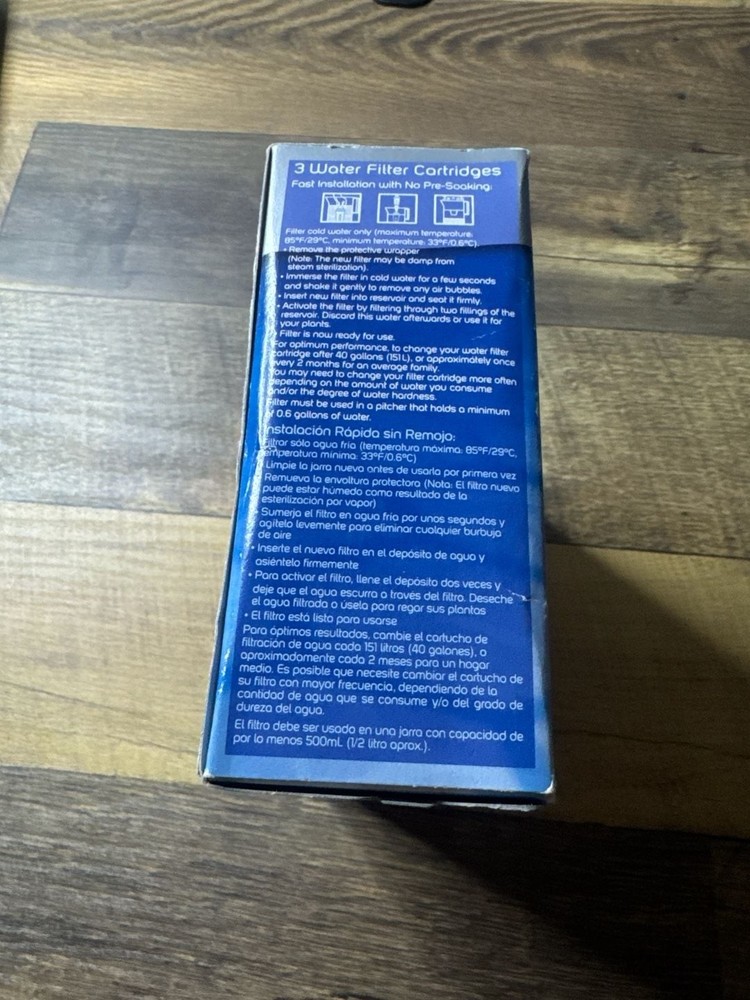 3 Water Filter Cartridges
Fast Installation with No Pre-Soaking:
Filter cold water only (maximum temperature:
85°F/29°C, minimum temperature: 33°F/0.6°C).
• Remove the protective wrapper
(Note: The new filter may be damp from
steam sterilization).
• Immerse the filter in cold water for a few seconds
and shake it gently to remove any air bubbles.
• Insert new filter into reservoir and seat it firmly.
• Activate the filter by filtering through two fillings of the
reservoir. Discard this water afterwards or use it for
your plants.
• Filter is now ready for use.
For optimum performance, to change your water filter
cartridge after 40 gallons (151L), or approximately once
every 2 months for an average family.
You may need to change your filter cartridge more often
depending on the amount of water you consume
and/or the degree of water hardness.
Filter must be used in a pitcher that holds a minimum
of 0.6 gallons of water.
Instalación Rápida sin Remojo:
Filtrar sólo agua fría (temperatura máxima: 85°F/29°C,
temperatura mínima: 33°F/0.6°C)
• Limpie la jarra nueva antes de usarla por primera vez
Remueva la envoltura protectora (Nota: El filtro nuevo
puede estar húmedo como resultado de la
esterilización por vapor)
• Sumerja el filtro en agua fría por unos segundos y
agítelo levemente para eliminar cualquier burbuja
de aire
• Inserte el nuevo filtro en el depósito de agua y
asiéntelo firmemente
• Para activar el filtro, llene el depósito dos veces y
deje que el agua escurra a través del filtro. Deseche
el agua filtrada o úsela para regar sus plantas
• El filtro está listo para usarse
Para óptimos resultados, cambie el cartucho de
filtración de agua cada 151 litros (40 galones), o
aproximadamente cada 2 meses para un hogar
medio. Es posible que necesite cambiar el cartucho de
su filtro con mayor frecuencia, dependiendo de la
cantidad de agua que se consume y/o del grado de
dureza del agua.
El filtro debe ser usado en una jarra con capacidad de
por lo menos 500mL (1/2 litro aprox.).